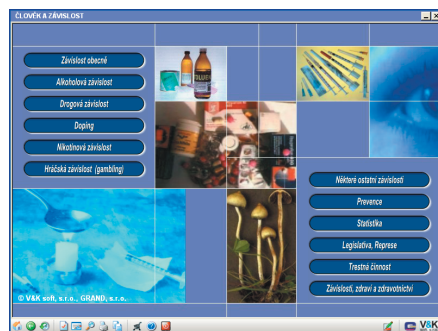 ČLOVĚK A ZÁVISLOST
Závislost obecně
Alkoholová závislost
Drogová závislost
Doping
Nikotinová závislost
Hráčská závislost (gambling)
TOLUEN
Některé ostatní závislosti
Prevence
Statistika
Legislativa, Represe
Trestná činnost
Závislosti, zdraví a zdravotnictví
© V&K soft, s.r.o., GRAND, s.r.o.
V&K